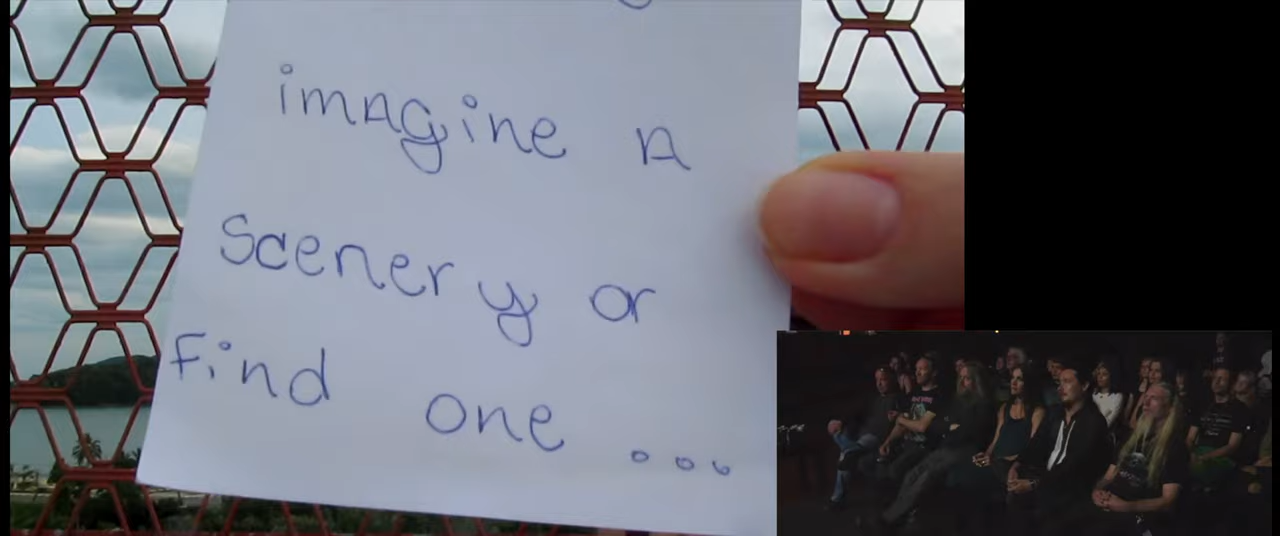 imagine a
scenery or
find one ...